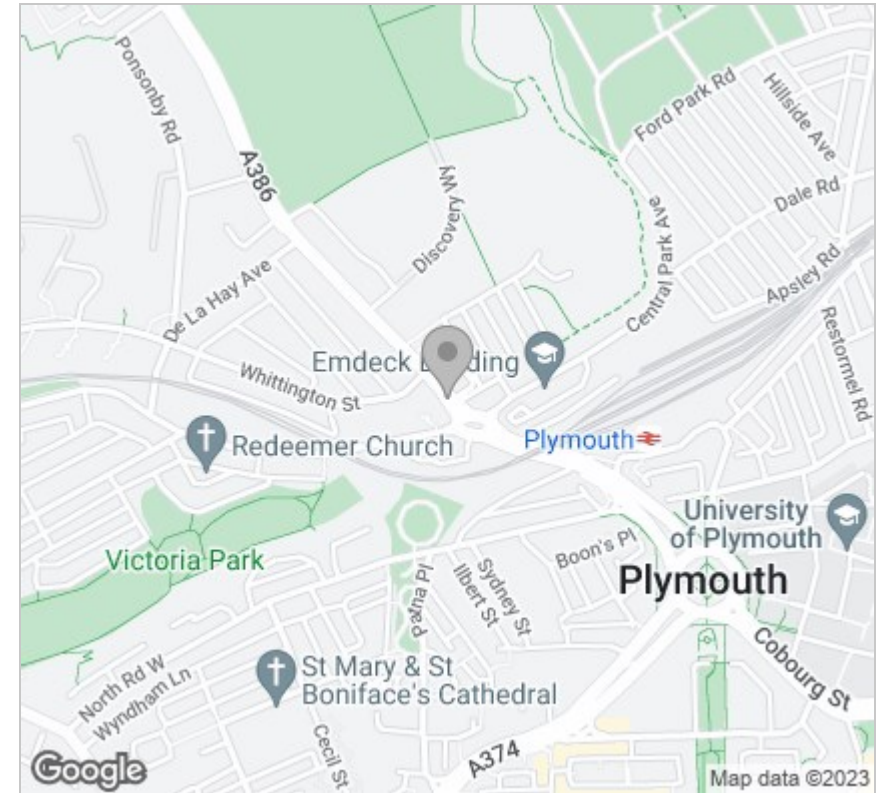 Ponsonby Rd
A386
Ford Park Rd
Hillside Ave
Dale Rd
Discovery Wy
Central Park Ave
Apsley Rd
De La Hay Ave
Restormel Rd
Emdeck
ding
Whittington St
Plymouth
Redeemer Church
University
of Plymouth
Boon's Pl
Victoria Park
Sydney St
Ilbert St
Patna Pl
Plymouth
Cobourg St
St Mary & St
Boniface's Cathedral
North Rd W
Wyndham Ln
Cecil St
A374
Google
Map data ©2023